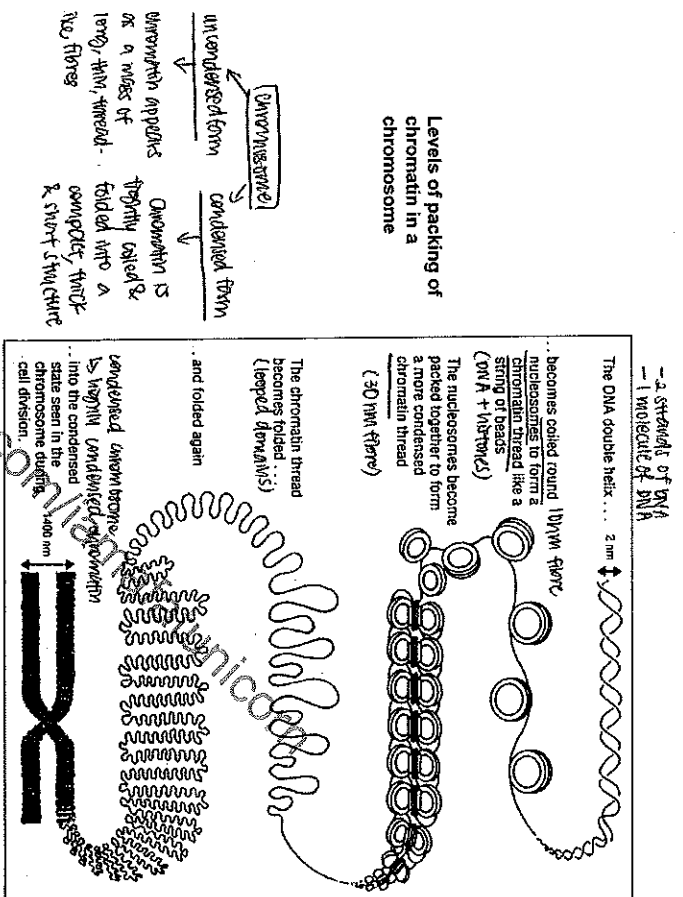 Levels of packing of
chromatin in a
chromosome
chromosome
uncondensed form
chromatin appears
as a mass of
long, thin, thread-
like, fibres
condensed form
chromatin is
tightly coiled &
folded into a
compact, thick
& short structure
- 2 strands of DNA
- 1 molecule of DNA
The DNA double helix ...
2 nm
...becomes coiled round
nucleosomes to form a
chromatin thread like a
string of beads
(DNA + histones)
10nm fibre
The nucleosomes become
packed together to form
a more condensed
chromatin thread
(30 nm fibre)
The chromatin thread
becomes folded ...
(looped domains)
...and folded again
condensed chromosome
is highly condensed chromatin
...into the condensed
state seen in the
chromosome during
cell division.
1400 nm